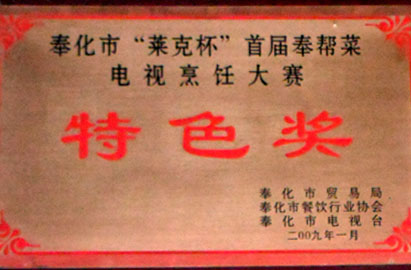 奉化市“莱克杯”首届奉帮菜
电视烹饪大赛
特色奖
奉化市贸易局
奉化市餐饮行业协会
奉化市电视台
二00九年一月